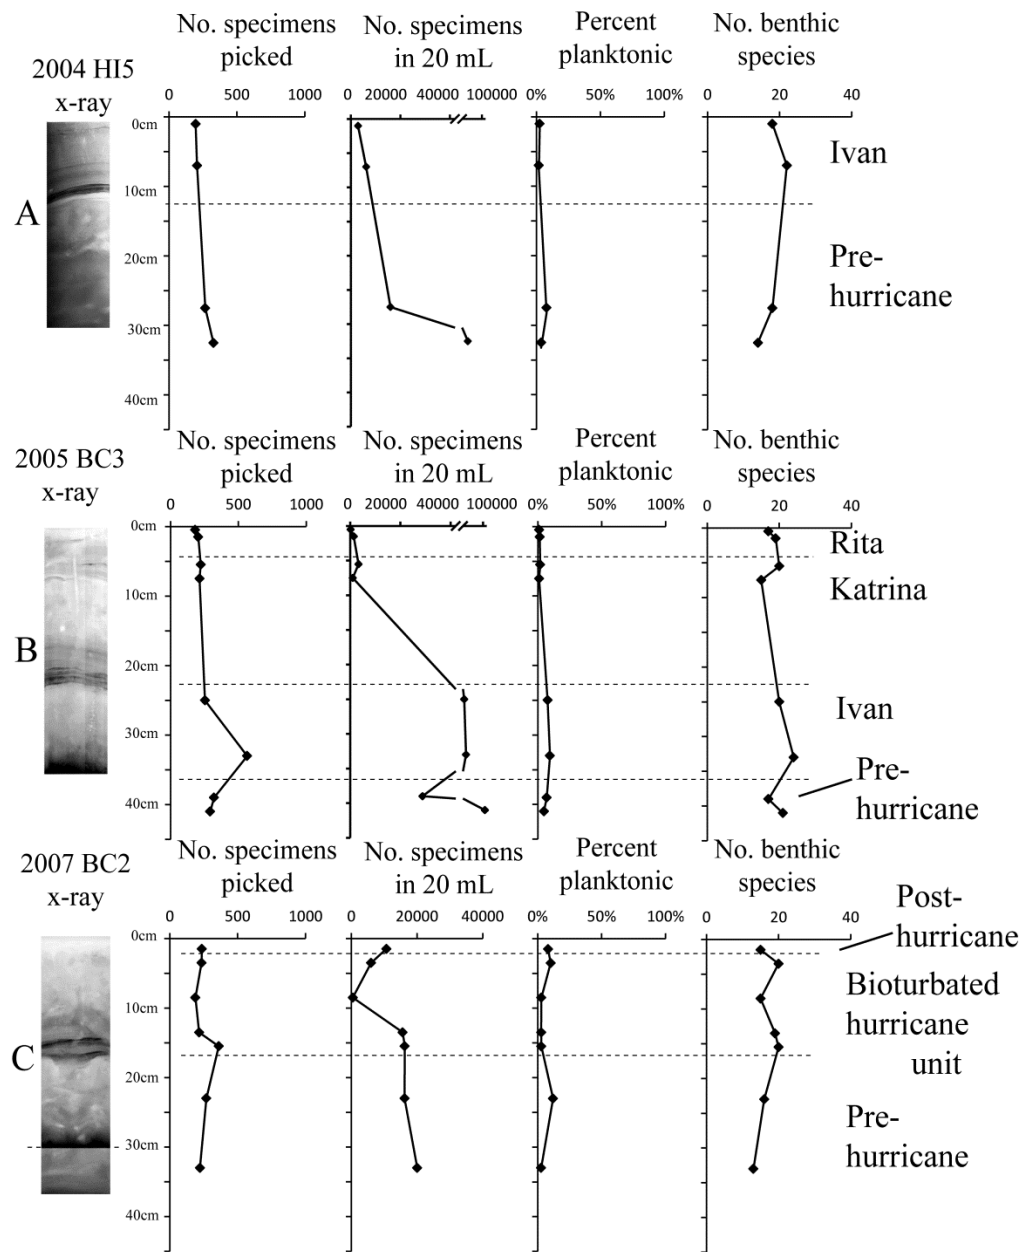 No. specimens picked
No. specimens in 20 mL
Percent planktonic
No. benthic species
2004 HI5
x-ray
0 500 1000
0 20000 40000 100000
0% 50% 100%
0 20 40
0cm
10cm
20cm
30cm
40cm
A
Ivan
Pre-
hurricane
No. specimens picked
No. specimens in 20 mL
Percent planktonic
No. benthic species
2005 BC3
x-ray
0 500 1000
0 20000 40000 100000
0% 50% 100%
0 20 40
0cm
10cm
20cm
30cm
40cm
B
Rita
Katrina
Ivan
Pre-
hurricane
No. specimens picked
No. specimens in 20 mL
Percent planktonic
No. benthic species
2007 BC2
x-ray
0 500 1000
0 20000 40000
0% 50% 100%
0 20 40
0cm
10cm
20cm
30cm
40cm
C
Post-
hurricane
Bioturbated
hurricane
unit
Pre-
hurricane